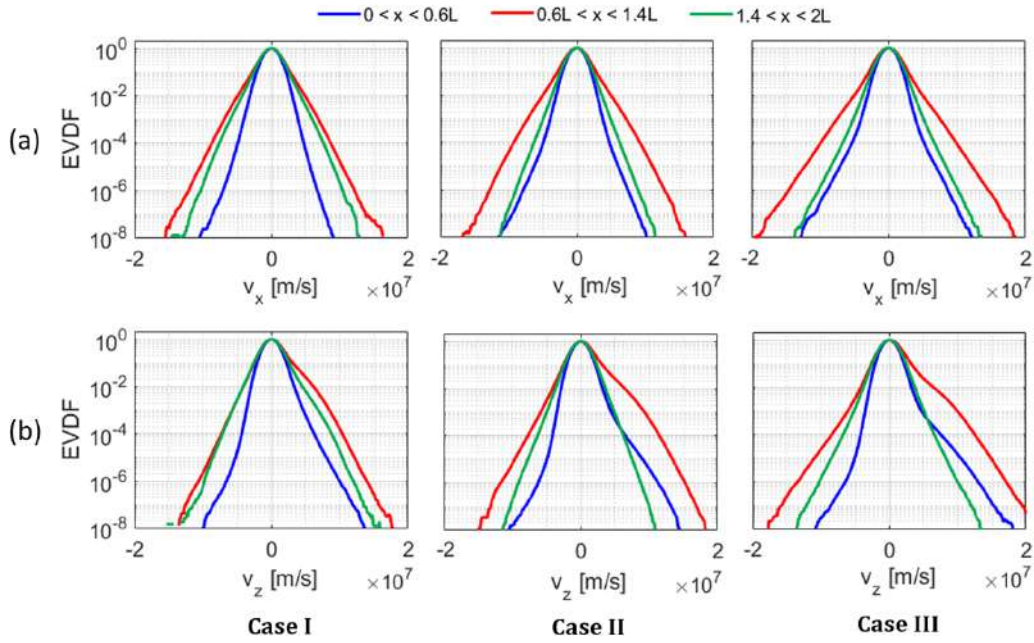 0 < x < 0.6L 0.6L < x < 1.4L 1.4 < x < 2L
(a)
EVDF
10^0
10^-2
10^-4
10^-6
10^-8
-2 0 2 -2 0 2 -2 0 2
v_x [m/s] ×10^7 v_x [m/s] ×10^7 v_x [m/s] ×10^7
(b)
EVDF
10^0
10^-2
10^-4
10^-6
10^-8
-2 0 2 -2 0 2 -2 0 2
v_z [m/s] ×10^7 v_z [m/s] ×10^7 v_z [m/s] ×10^7
Case I Case II Case III